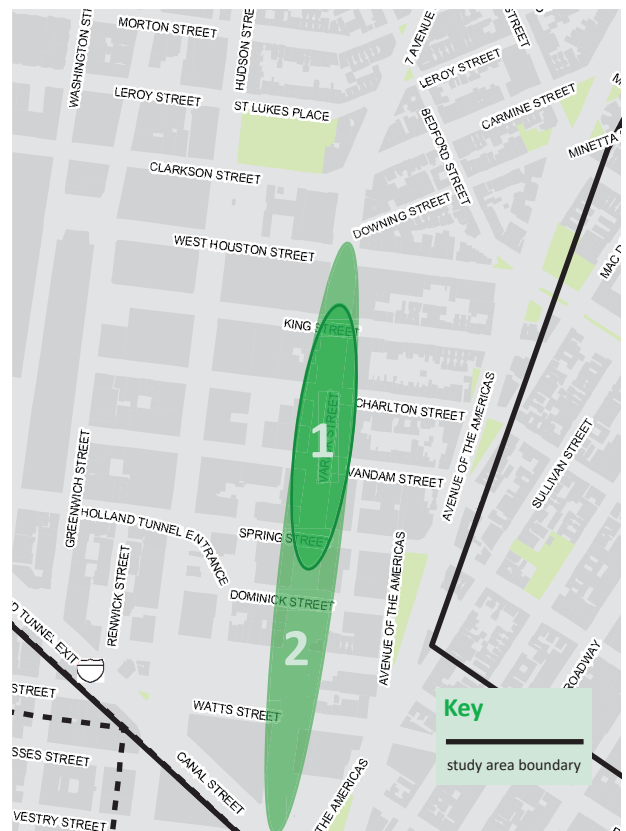 MORTON STREET
WASHINGTON ST
HUDSON STRE
7 AVENUE
STREET
LEROY STREET
LEROY STREET
ST LUKES PLACE
BEDFORD STREET
CARMINE STREET
MINETTA
CLARKSON STREET
DOWNING STREET
WEST HOUSTON STREET
MAC D
KING STREET
CHARLTON STREET
1
VANDAM STREET
AVENUE OF THE AMERICAS
SULLIVAN STREET
GREENWICH STREET
HOLLAND TUNNEL ENTRANCE
SPRING STREET
RENWICK STREET
DOMINICK STREET
AVENUE OF THE AMERICAS
D TUNNEL EXIT
2
ROADWAY
STREET
WATTS STREET
Key
study area boundary
SSES STREET
CANAL STREET
THE AMERICAS
VESTRY STREET